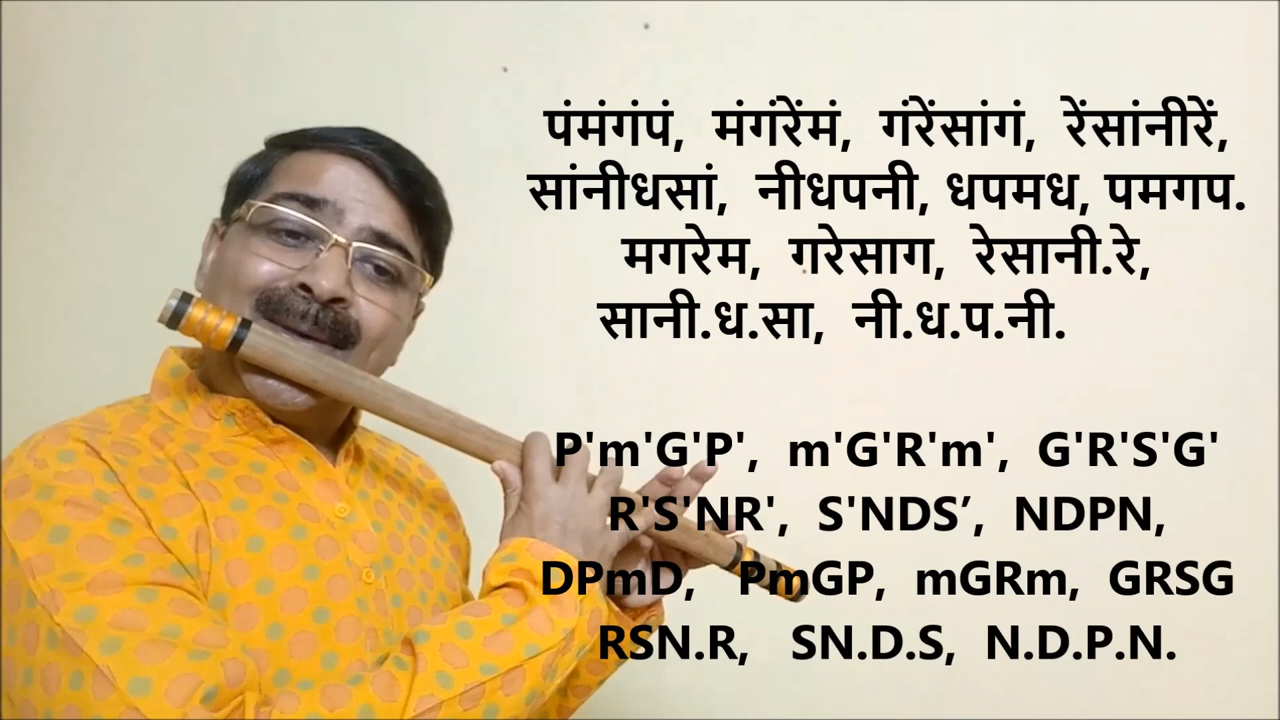 पंमंगंपं, मंगंरेंमं, गंरेंसांगं, रेंसांनीरें,
सांनीधसां, नीधपनी, धपमध, पमगप.
मगरेम, गरेसाग, रेसानी.रे,
सानी.ध.सा, नी.ध.प.नी.
P'm'G'P', m'G'R'm', G'R'S'G'
R'S'NR', S'NDS’, NDPN,
DPmD, PmGP, mGRm, GRSG
RSN.R, SN.D.S, N.D.P.N.